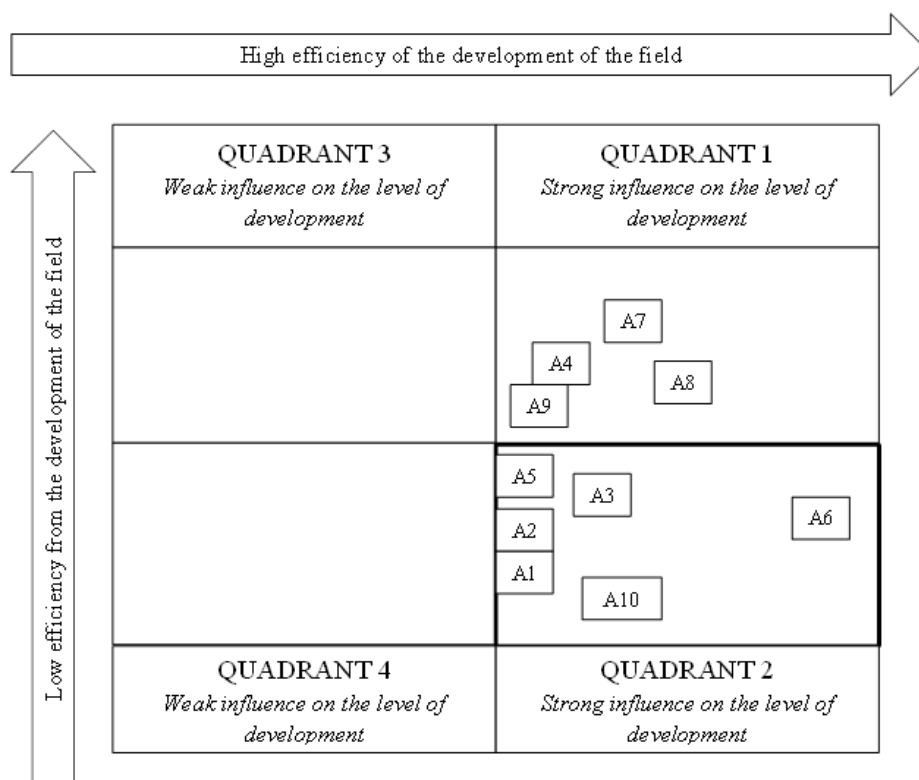 High efficiency of the development of the field
Low efficiency from the development of the field
QUADRANT 3
Weak influence on the level of
development
QUADRANT 1
Strong influence on the level of
development
A7
A4
A8
A9
A5
A3
A6
A2
A1
A10
QUADRANT 4
Weak influence on the level of
development
QUADRANT 2
Strong influence on the level of
development